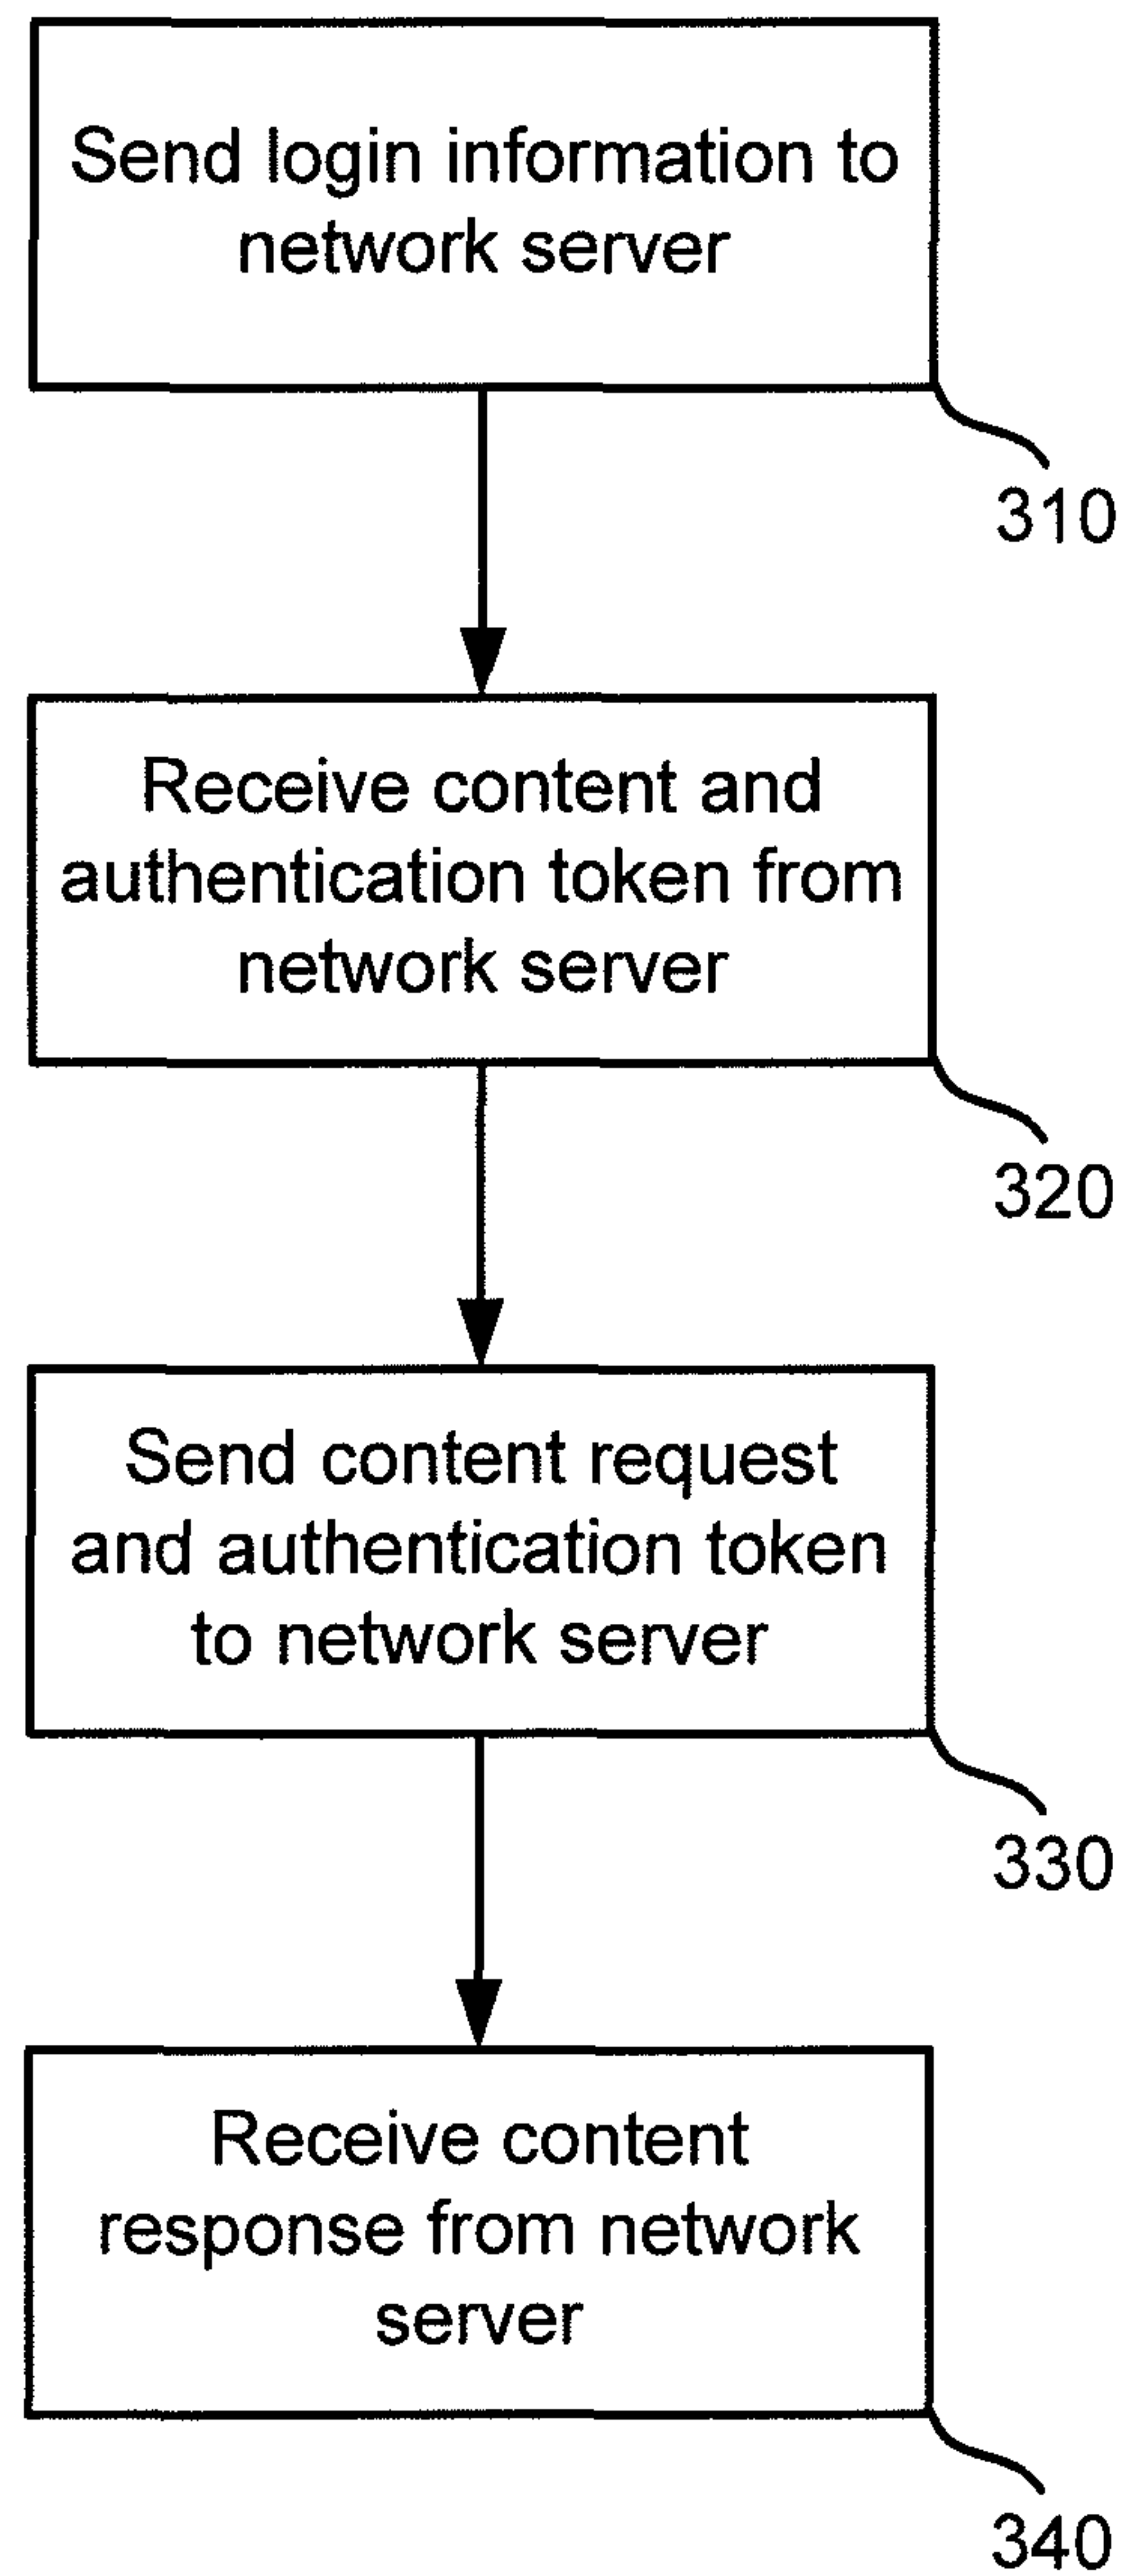 Send login information to
network server
310
Receive content and
authentication token from
network server
320
Send content request
and authentication token
to network server
330
Receive content
response from network
server
340